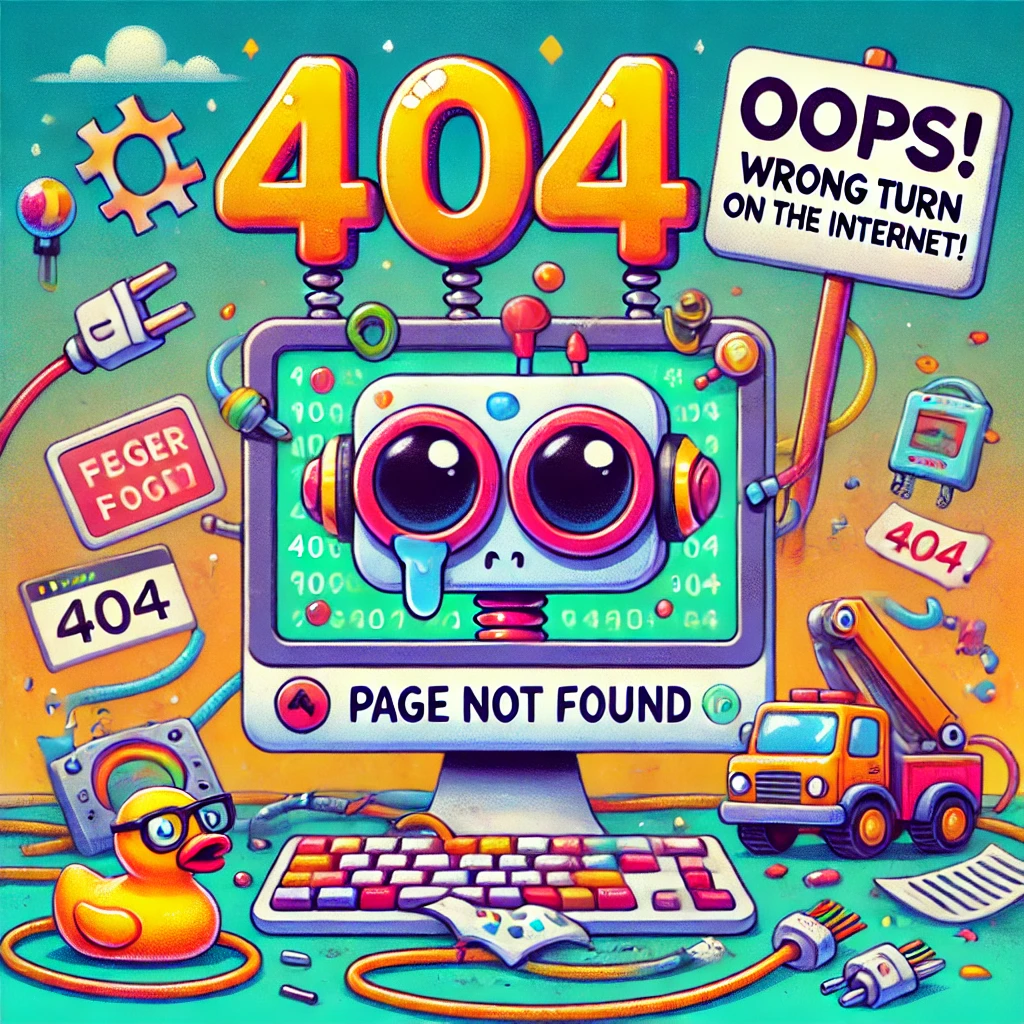 404
OOPS!
WRONG TURN
ON THE INTERNET!
FEGER
404
404
PAGE NOT FOUND